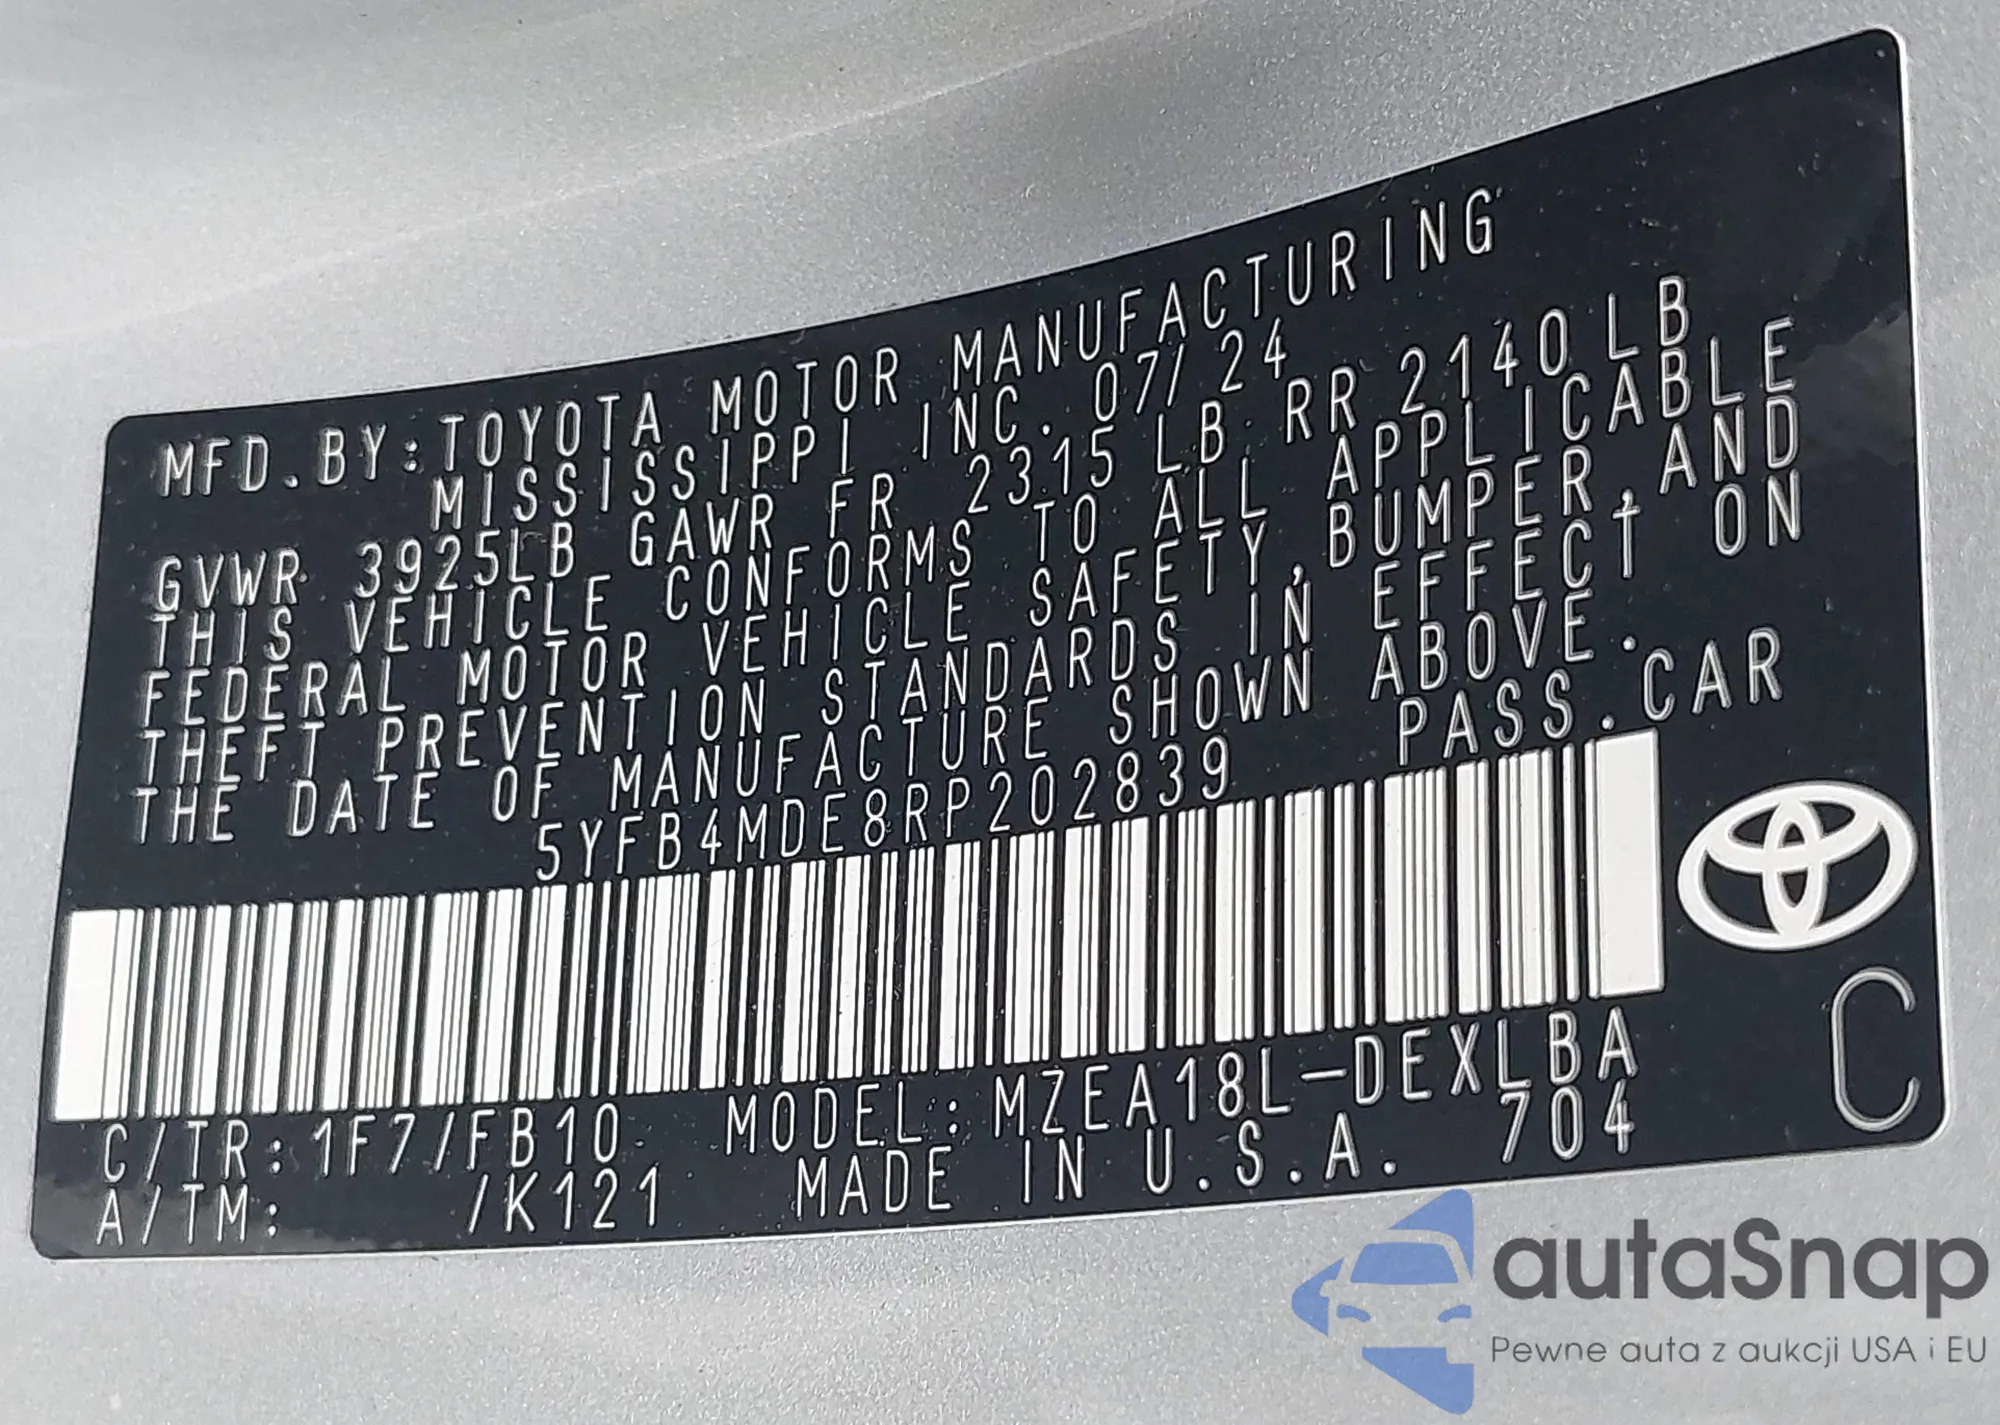 MFD.BY:TOYOTA MOTOR MANUFACTURING
MISSISSIPPI INC. 07/24
GVWR 3925LB GAWR FR 2315 LB RR 2140LB
THIS VEHICLE CONFORMS TO ALL APPLICABLE
FEDERAL MOTOR VEHICLE SAFETY,BUMPER,AND
THEFT PREVENTION STANDARDS IN EFFECT ON
THE DATE OF MANUFACTURE SHOWN ABOVE.
5YFB4MDE8RP202839 PASS.CAR
C/TR:1F7/FB10 MODEL:MZEA18L-DEXLBA
A/TM: /K121 MADE IN U.S.A. 704
C
autaSnap
Pewne auta z aukcji USA i EU